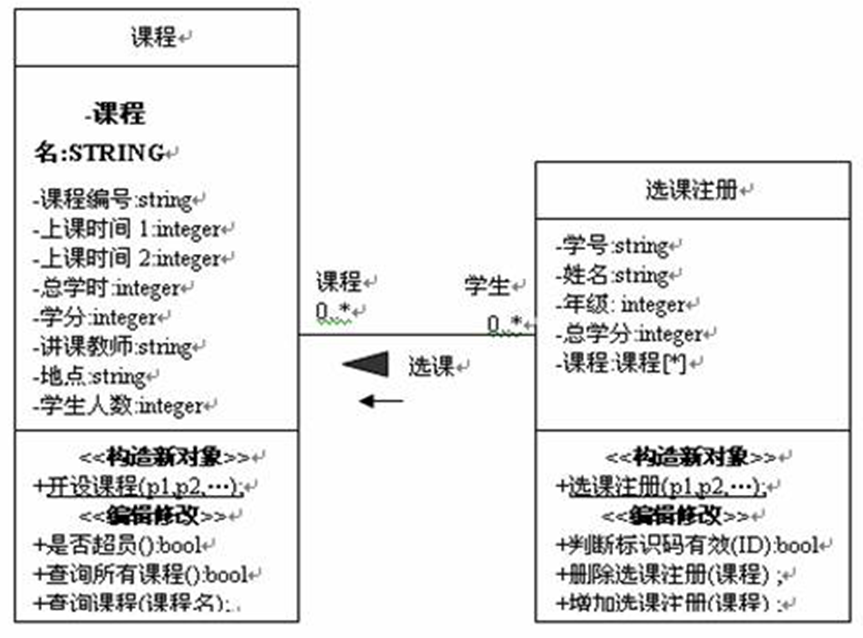 课程
-课程
名:STRING
-课程编号:string
-上课时间 1:integer
-上课时间 2:integer
-总学时:integer
-学分:integer
-讲课教师:string
-地点:string
-学生人数:integer
<<构造新对象>>
+开设课程(p1,p2,…);
<<编辑修改>>
+是否超员():bool
+查询所有课程():bool
+查询课程(课程名);
课程
0..*
学生
0..*
选课
选课注册
-学号:string
-姓名:string
-年级: integer
-总学分:integer
-课程:课程[*]
<<构造新对象>>
+选课注册(p1,p2,…);
<<编辑修改>>
+判断标识码有效(ID):bool
+删除选课注册(课程) ;
+增加选课注册(课程) ;